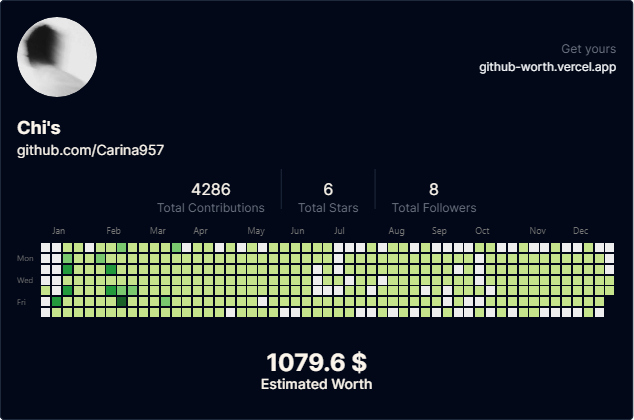 Get yours
github-worth.vercel.app
Chi's
github.com/Carina957
4286 6 8
Total Contributions Total Stars Total Followers
Jan Feb Mar Apr May Jun Jul Aug Sep Oct Nov Dec
Mon
Wed
Fri
1079.6 $
Estimated Worth